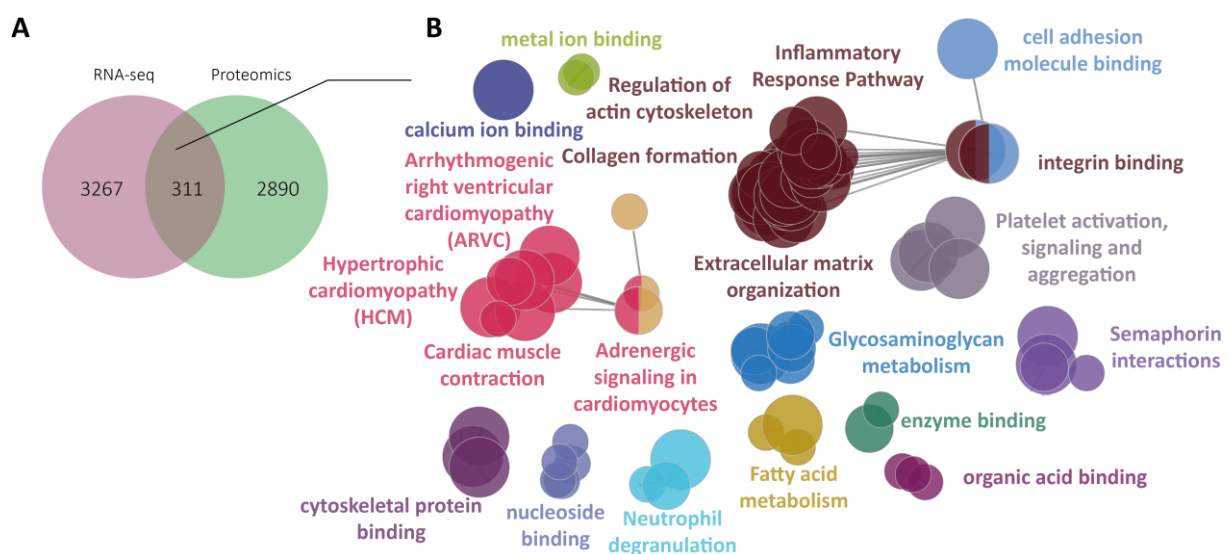 A
RNA-seq
Proteomics
3267
311
2890
B
metal ion binding
calcium ion binding
Regulation of
actin cytoskeleton
Inflammatory
Response Pathway
cell adhesion
molecule binding
Collagen formation
integrin binding
Arrhythmogenic
right ventricular
cardiomyopathy
(ARVC)
Hypertrophic
cardiomyopathy
(HCM)
Extracellular matrix
organization
Platelet activation,
signaling and
aggregation
Cardiac muscle
contraction
Adrenergic
signaling in
cardiomyocytes
Glycosaminoglycan
metabolism
Semaphorin
interactions
cytoskeletal protein
binding
nucleoside
binding
Neutrophil
degranulation
Fatty acid
metabolism
enzyme binding
organic acid binding